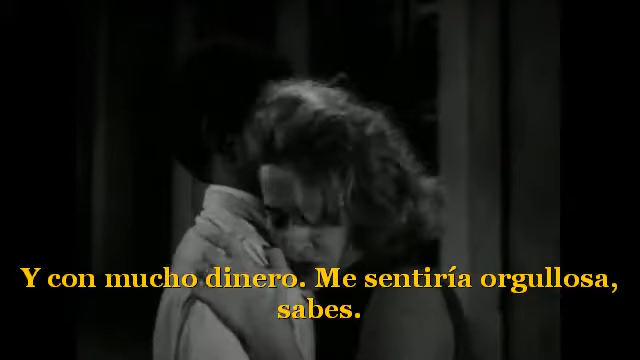 Y con mucho dinero. Me sentiría orgullosa,
sabes.